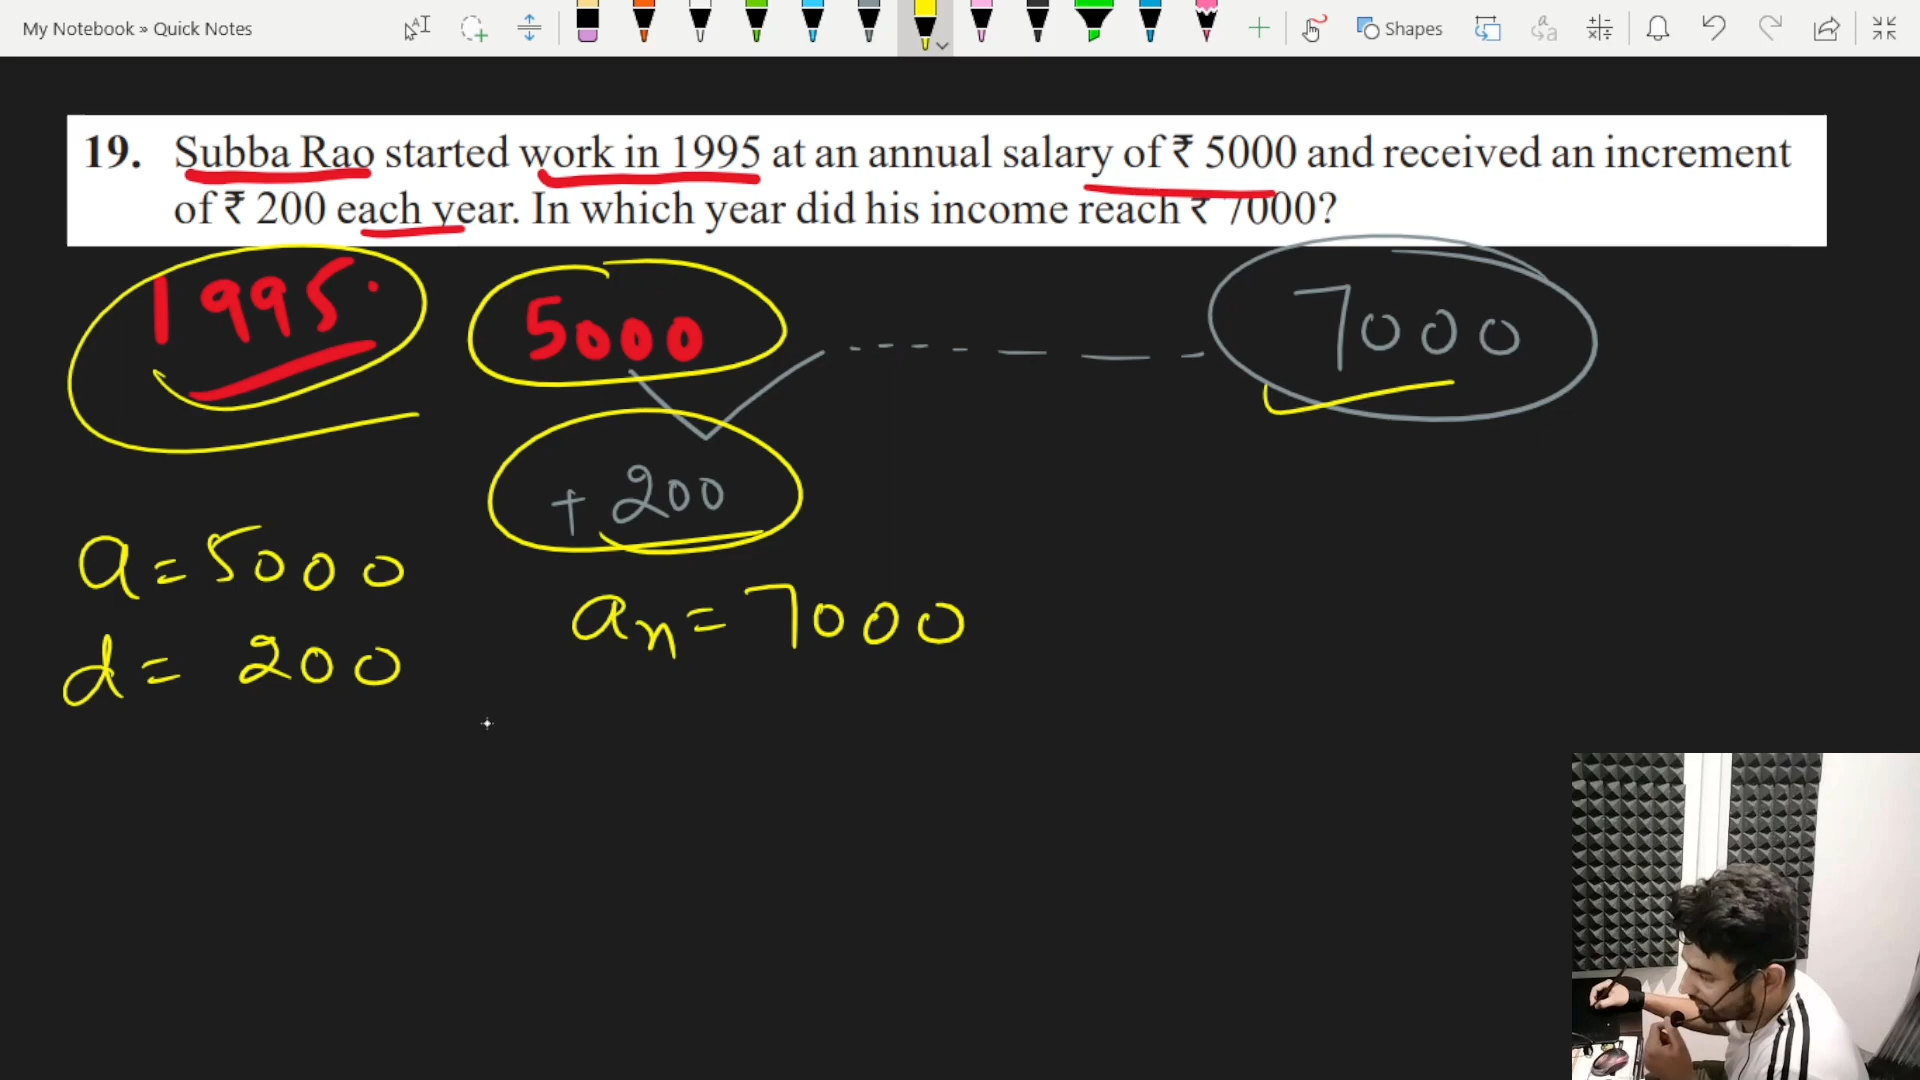 My Notebook » Quick Notes
Shapes
19. Subba Rao started work in 1995 at an annual salary of ₹ 5000 and received an increment
of ₹ 200 each year. In which year did his income reach ₹ 7000?
1995.
5000
7000
+ 200
a = 5000
an = 7000
d = 200